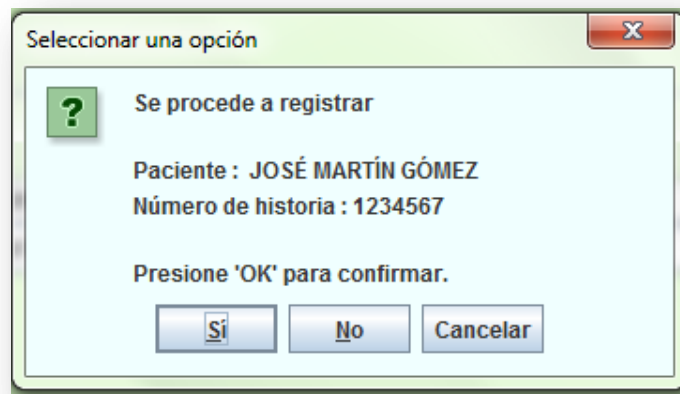 Seleccionar una opción
Se procede a registrar
Paciente : JOSÉ MARTÍN GÓMEZ
Número de historia : 1234567
Presione 'OK' para confirmar.
Sí No Cancelar